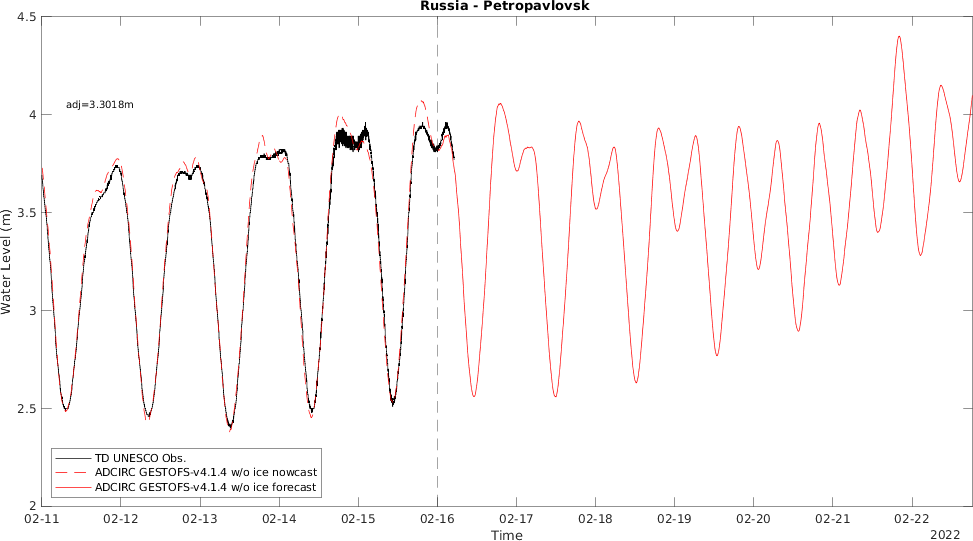 Russia - Petropavlovsk
4.5
adj=3.3018m
4
3.5
Water Level (m)
3
2.5
TD UNESCO Obs.
ADCIRC GESTOFS-v4.1.4 w/o ice nowcast
ADCIRC GESTOFS-v4.1.4 w/o ice forecast
2
02-11 02-12 02-13 02-14 02-15 02-16 02-17 02-18 02-19 02-20 02-21 02-22
Time
2022